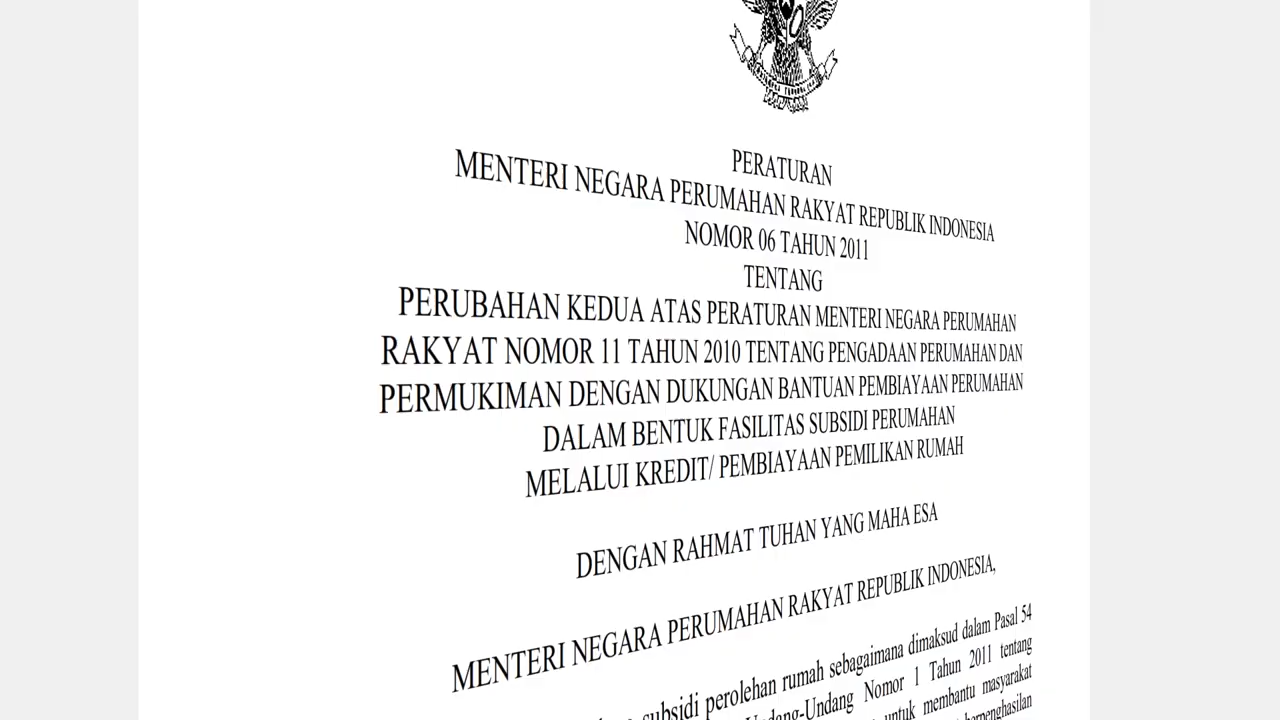 PERATURAN
MENTERI NEGARA PERUMAHAN RAKYAT REPUBLIK INDONESIA
NOMOR 06 TAHUN 2011
TENTANG
PERUBAHAN KEDUA ATAS PERATURAN MENTERI NEGARA PERUMAHAN
RAKYAT NOMOR 11 TAHUN 2010 TENTANG PENGADAAN PERUMAHAN DAN
PERMUKIMAN DENGAN DUKUNGAN BANTUAN PEMBIAYAAN PERUMAHAN
DALAM BENTUK FASILITAS SUBSIDI PERUMAHAN
MELALUI KREDIT/ PEMBIAYAAN PEMILIKAN RUMAH
DENGAN RAHMAT TUHAN YANG MAHA ESA
MENTERI NEGARA PERUMAHAN RAKYAT REPUBLIK INDONESIA,
subsidi perolehan rumah sebagaimana dimaksud dalam Pasal 54
Undang-Undang Nomor 1 Tahun 2011 tentang
untuk membantu masyarakat
berpenghasilan